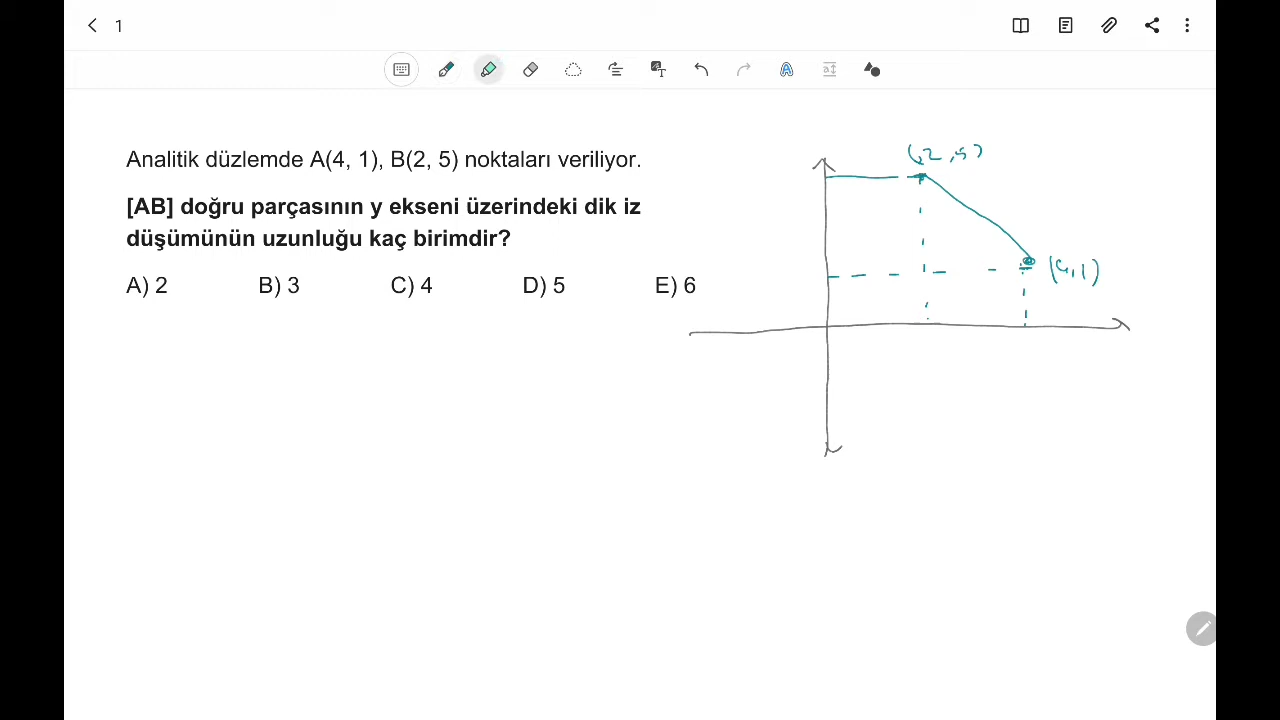 1
Analitik düzlemde A(4, 1), B(2, 5) noktaları veriliyor.
[AB] doğru parçasının y ekseni üzerindeki dik iz
düşümünün uzunluğu kaç birimdir?
A) 2 B) 3 C) 4 D) 5 E) 6
(2,5)
(4,1)